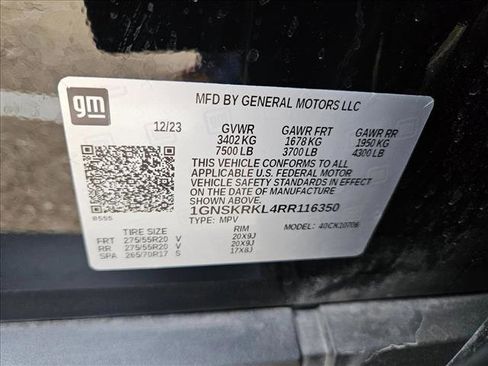 gm
MFD BY GENERAL MOTORS LLC
12/23 GVWR GAWR FRT GAWR RR
3402 KG 1678 KG 1950 KG
7500 LB 3700 LB 4300 LB
THIS VEHICLE CONFORMS TO ALL
APPLICABLE U.S. FEDERAL MOTOR
VEHICLE SAFETY STANDARDS IN EFFECT
ON THE DATE OF MANUFACTURE
SHOWN ABOVE.
1GNSKRKL4RR116350
8555 TYPE: MPV MODEL: 40CK10706
TIRE SIZE RIM
FRT 275/55R20 V 20X9J
RR 275/55R20 V 20X9J
SPA 265/70R17 S 17X8J